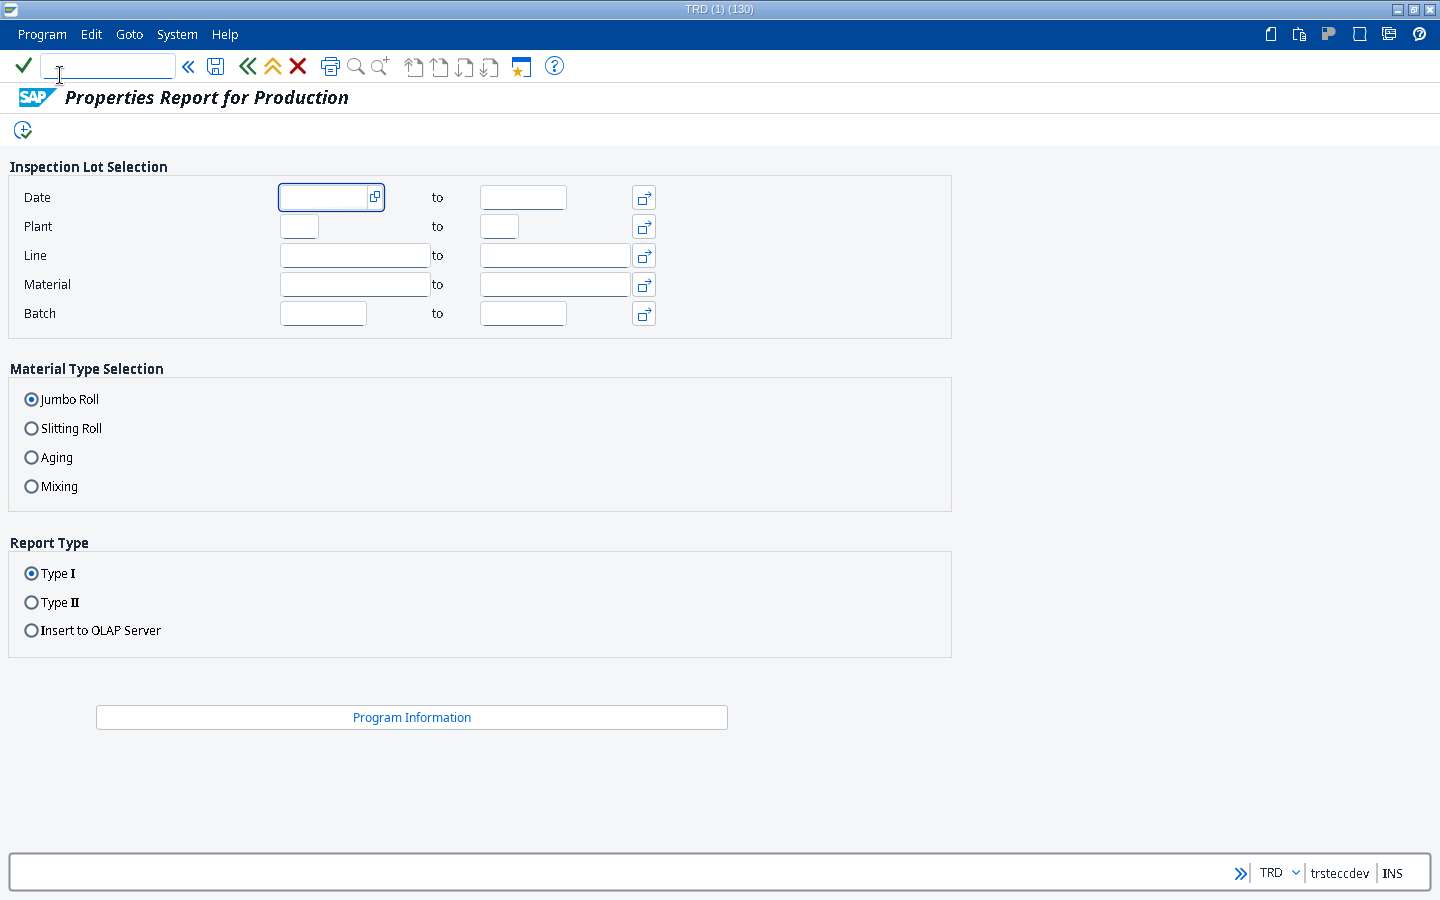 TRD (1) (130)
Program Edit Goto System Help
SAP Properties Report for Production
Inspection Lot Selection
Date to
Plant to
Line to
Material to
Batch to
Material Type Selection
Jumbo Roll
Slitting Roll
Aging
Mixing
Report Type
Type I
Type II
Insert to OLAP Server
Program Information
TRD trsteccdev INS